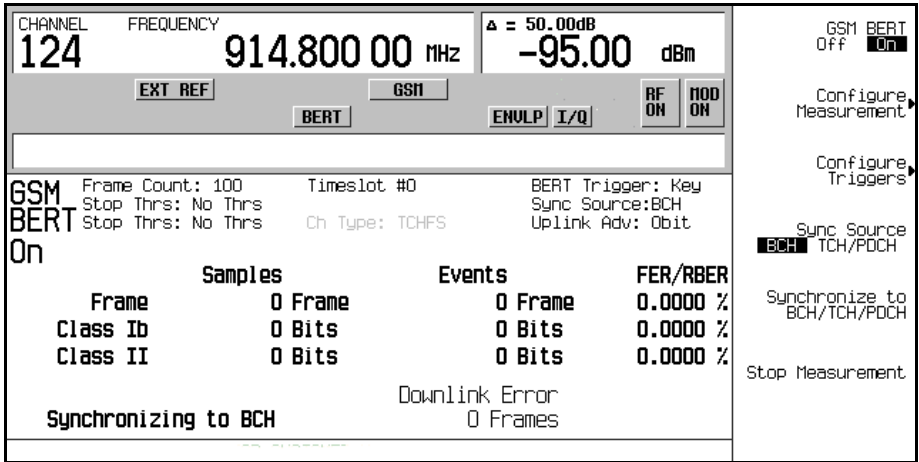 CHANNEL FREQUENCY Δ = 50.00dB
124 914.800 00 MHz -95.00 dBm
EXT REF GSM RF ON MOD ON
BERT ENVLP I/Q
GSM BERT On
Frame Count: 100 Timeslot #0 BERT Trigger: Key
Stop Thrs: No Thrs Sync Source:BCH
Stop Thrs: No Thrs Ch Type: TCHFS Uplink Adv: 0bit
Samples Events FER/RBER
Frame 0 Frame 0 Frame 0.0000 %
Class Ib 0 Bits 0 Bits 0.0000 %
Class II 0 Bits 0 Bits 0.0000 %
Downlink Error
Synchronizing to BCH 0 Frames
GSM BERT
Off On
Configure
Measurement
Configure
Triggers
Sync Source
BCH TCH/PDCH
Synchronize to
BCH/TCH/PDCH
Stop Measurement